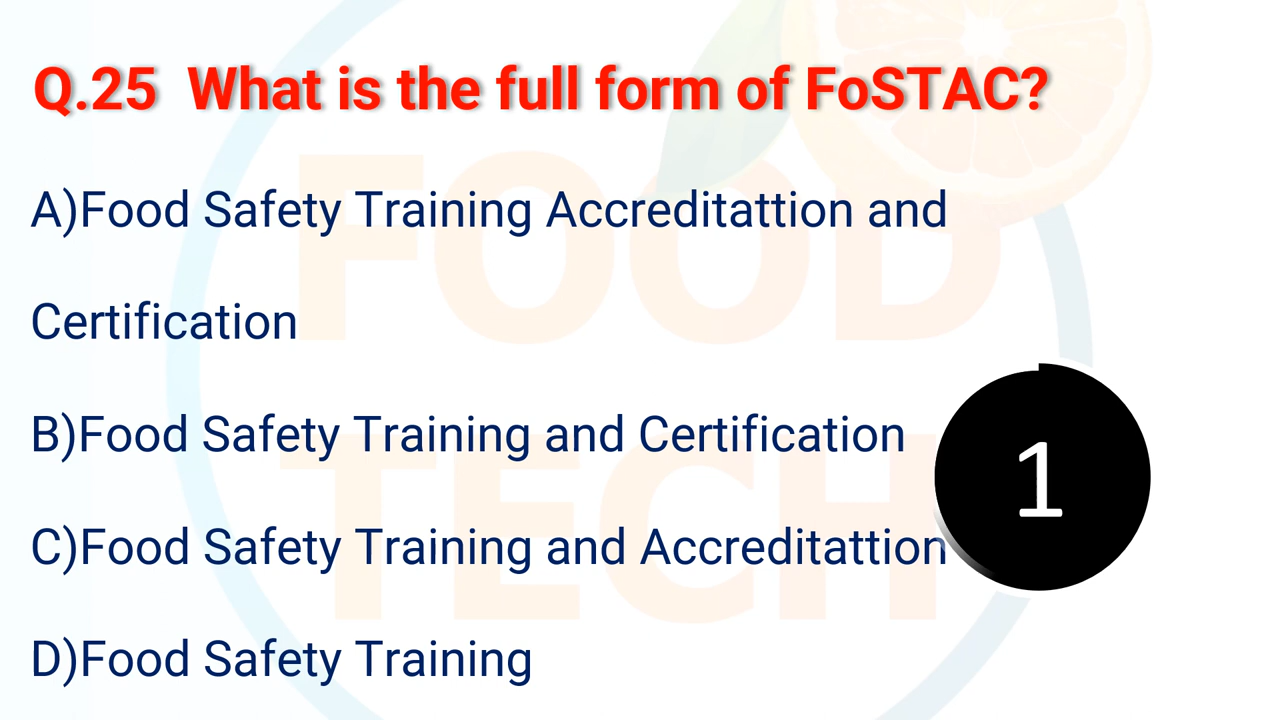 Q.25 What is the full form of FoSTAC?
A)Food Safety Training Accreditattion and
Certification
B)Food Safety Training and Certification
C)Food Safety Training and Accreditattion
D)Food Safety Training
1
FOOD
TECH